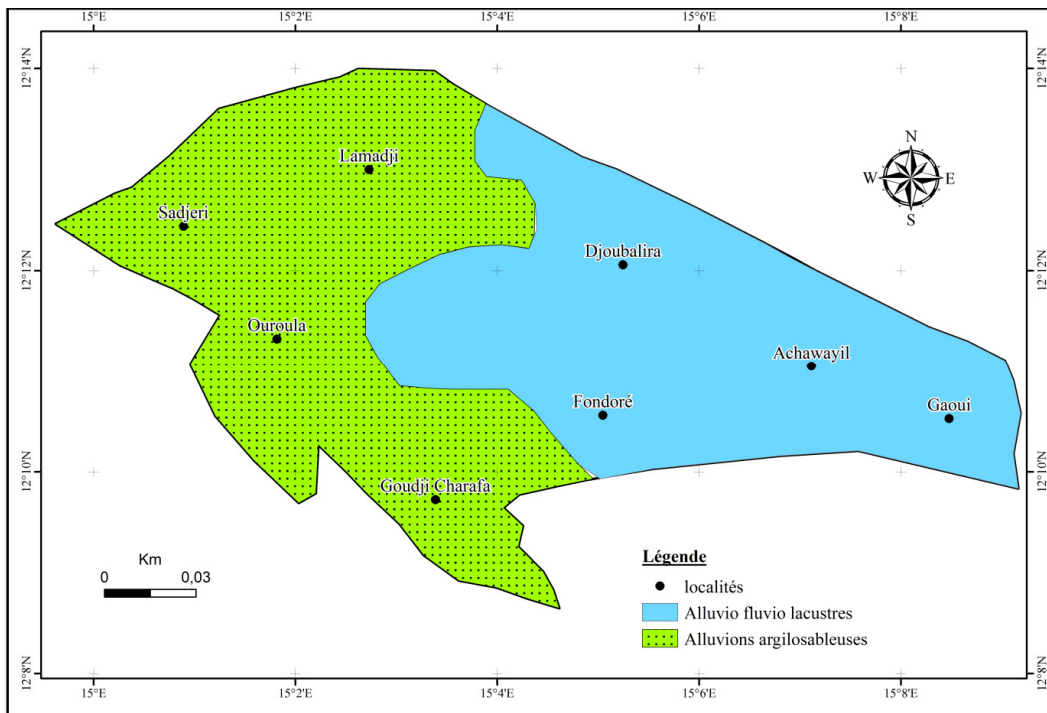 15°E 15°2'E 15°4'E 15°6'E 15°8'E
12°14'N 12°14'N
Lamadji
N
W E
S
Sadjeri
Djoubalira
12°12'N 12°12'N
Ouroula
Achawayil
Fondoré
Gaoui
12°10'N 12°10'N
Goudji Charafa
Km
0 0,03
Légende
localités
Alluvio fluvio lacustres
Alluvions argilosableuses
12°8'N 12°8'N
15°E 15°2'E 15°4'E 15°6'E 15°8'E